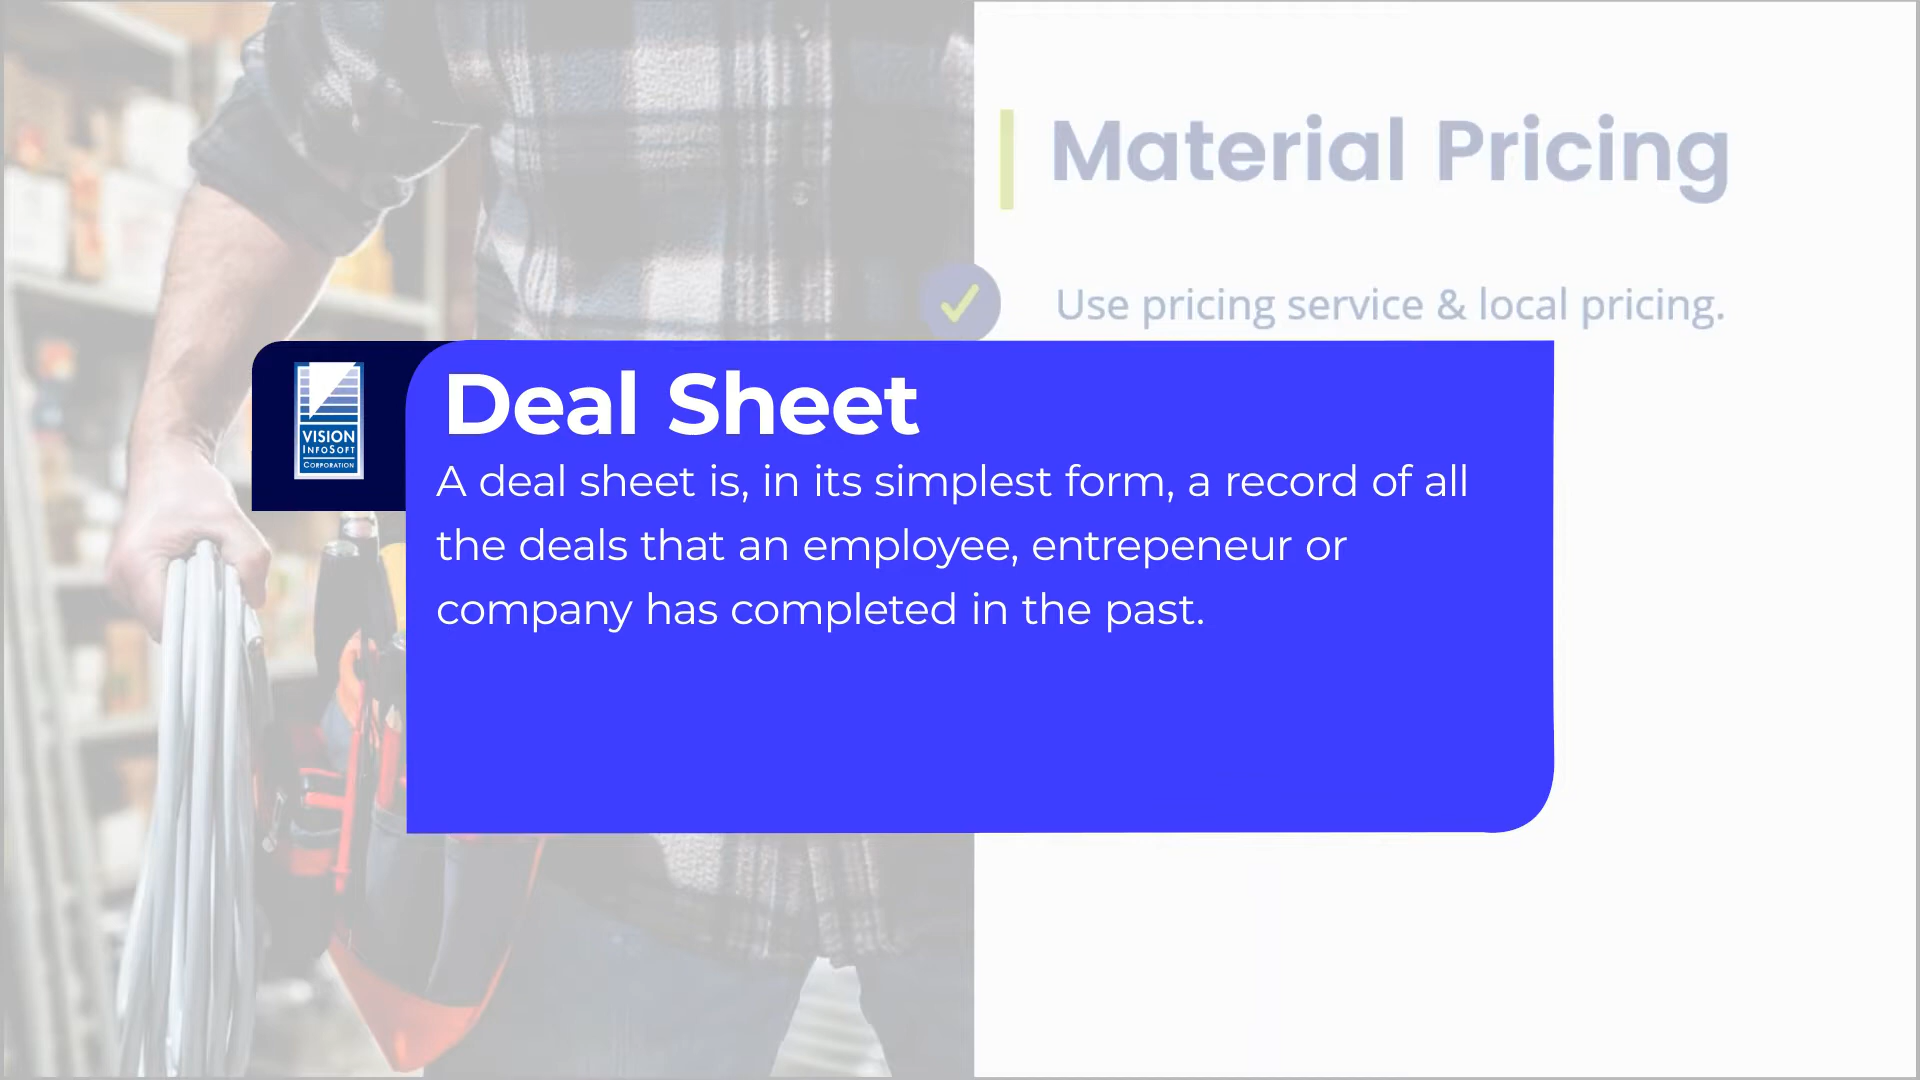 Material Pricing
Use pricing service & local pricing.
VISION
INFOSOFT
CORPORATION
Deal Sheet
A deal sheet is, in its simplest form, a record of all
the deals that an employee, entrepeneur or
company has completed in the past.